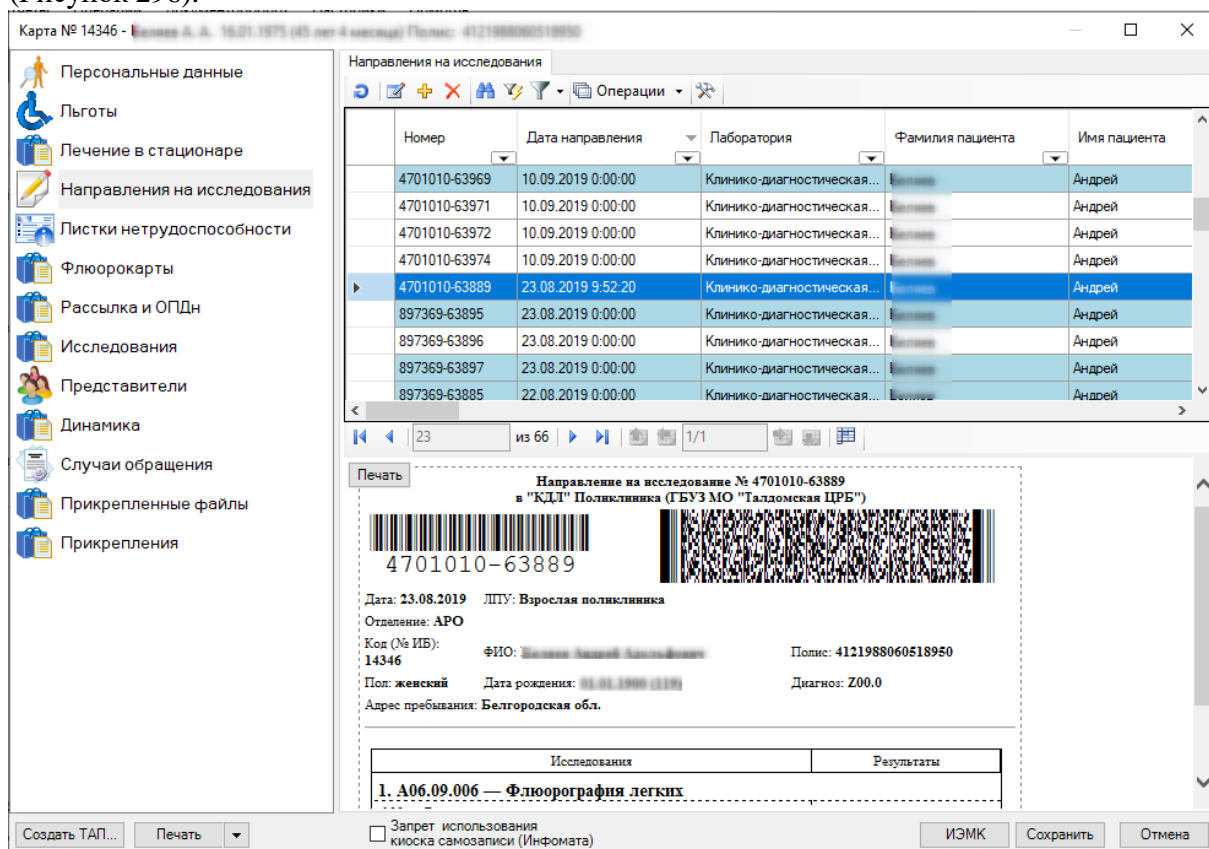 (Рисунок 298).
Карта № 14346 -
Персональные данные
Льготы
Лечение в стационаре
Направления на исследования
Листки нетрудоспособности
Флюорокарты
Рассылка и ОПДн
Исследования
Представители
Динамика
Случаи обращения
Прикрепленные файлы
Прикрепления
Направления на исследования
Операции
Номер Дата направления Лаборатория Фамилия пациента Имя пациента
4701010-63969 10.09.2019 0:00:00 Клинико-диагностическая... Андрей
4701010-63971 10.09.2019 0:00:00 Клинико-диагностическая... Андрей
4701010-63972 10.09.2019 0:00:00 Клинико-диагностическая... Андрей
4701010-63974 10.09.2019 0:00:00 Клинико-диагностическая... Андрей
4701010-63889 23.08.2019 9:52:20 Клинико-диагностическая... Андрей
897369-63895 23.08.2019 0:00:00 Клинико-диагностическая... Андрей
897369-63896 23.08.2019 0:00:00 Клинико-диагностическая... Андрей
897369-63897 23.08.2019 0:00:00 Клинико-диагностическая... Андрей
897369-63885 22.08.2019 0:00:00 Клинико-диагностическая... Андрей
23 из 66 1/1
Печать
Направление на исследование № 4701010-63889
в "КДЛ" Поликлиника (ГБУЗ МО "Талдомская ЦРБ")
4701010-63889
Дата: 23.08.2019 ЛПУ: Взрослая поликлиника
Отделение: АРО
Код (№ ИБ):
14346 ФИО: Полис: 4121988060518950
Пол: женский Дата рождения: Диагноз: Z00.0
Адрес пребывания: Белгородская обл.
Исследования Результаты
1. A06.09.006 — Флюорография легких
Создать ТАП... Печать
Запрет использования
киоска самозаписи (Инфомата)
ИЭМК Сохранить Отмена